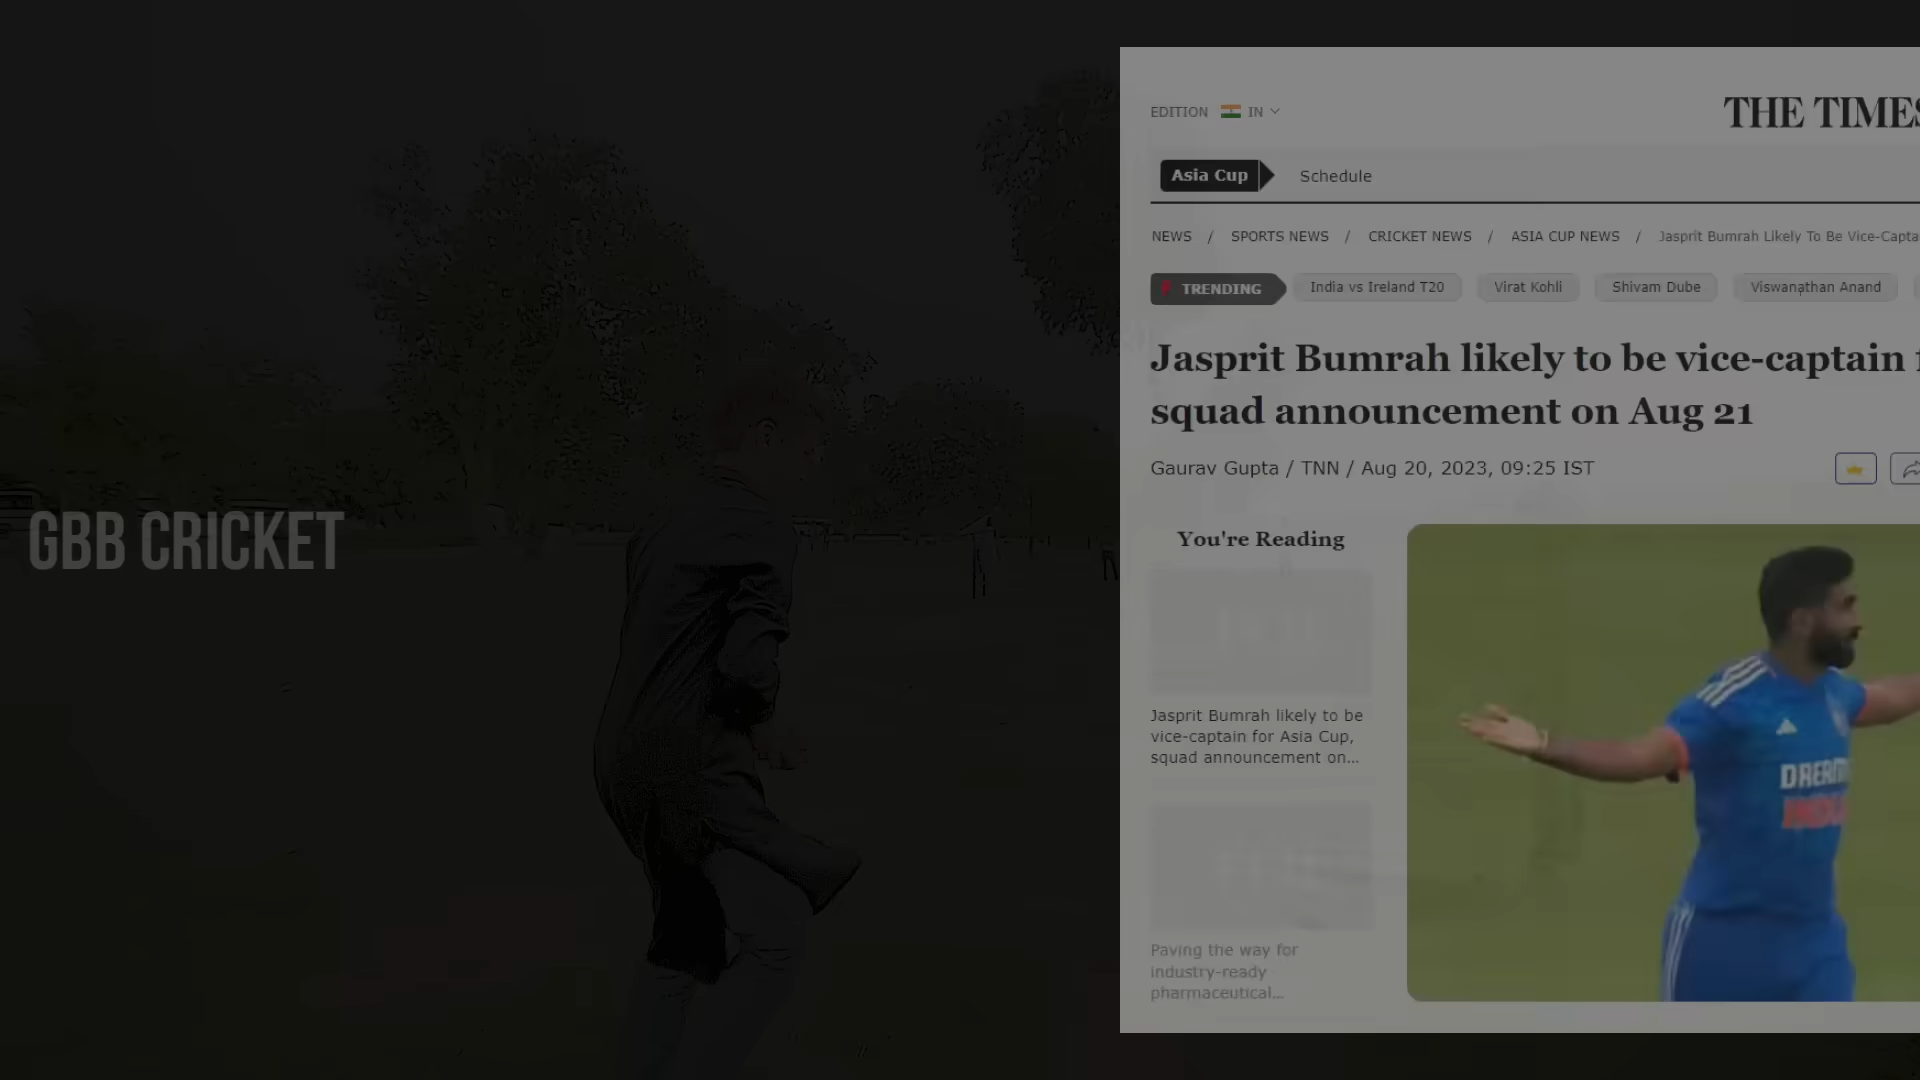 GBB CRICKET
EDITION IN
THE TIMES
Asia Cup Schedule
NEWS / SPORTS NEWS / CRICKET NEWS / ASIA CUP NEWS / Jasprit Bumrah Likely To Be Vice-Capta
TRENDING India vs Ireland T20 Virat Kohli Shivam Dube Viswanathan Anand
Jasprit Bumrah likely to be vice-captain
squad announcement on Aug 21
Gaurav Gupta / TNN / Aug 20, 2023, 09:25 IST
You're Reading
Jasprit Bumrah likely to be
vice-captain for Asia Cup,
squad announcement on...
Paving the way for
industry-ready
pharmaceutical...
DREAM
INDIA